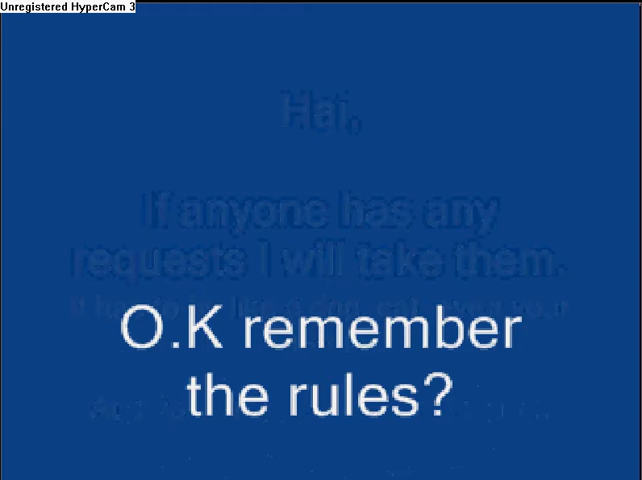 Unregistered HyperCam 3
Hai.
If anyone has any
requests I will take them.
O.K remember
the rules?